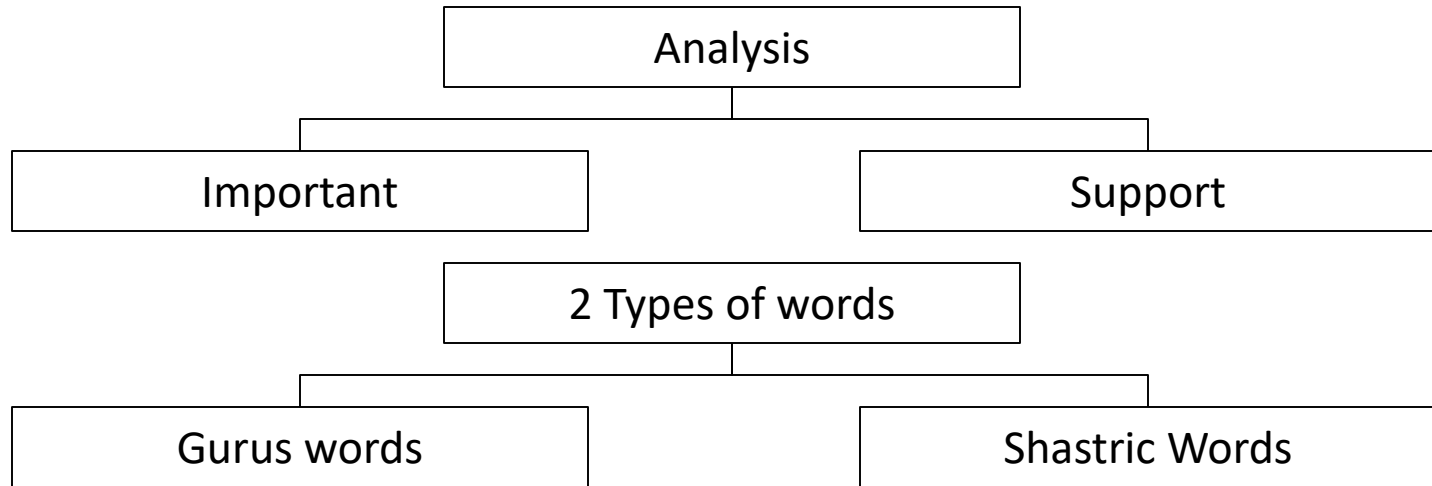 Analysis
Important
Support
2 Types of words
Gurus words
Shastric Words